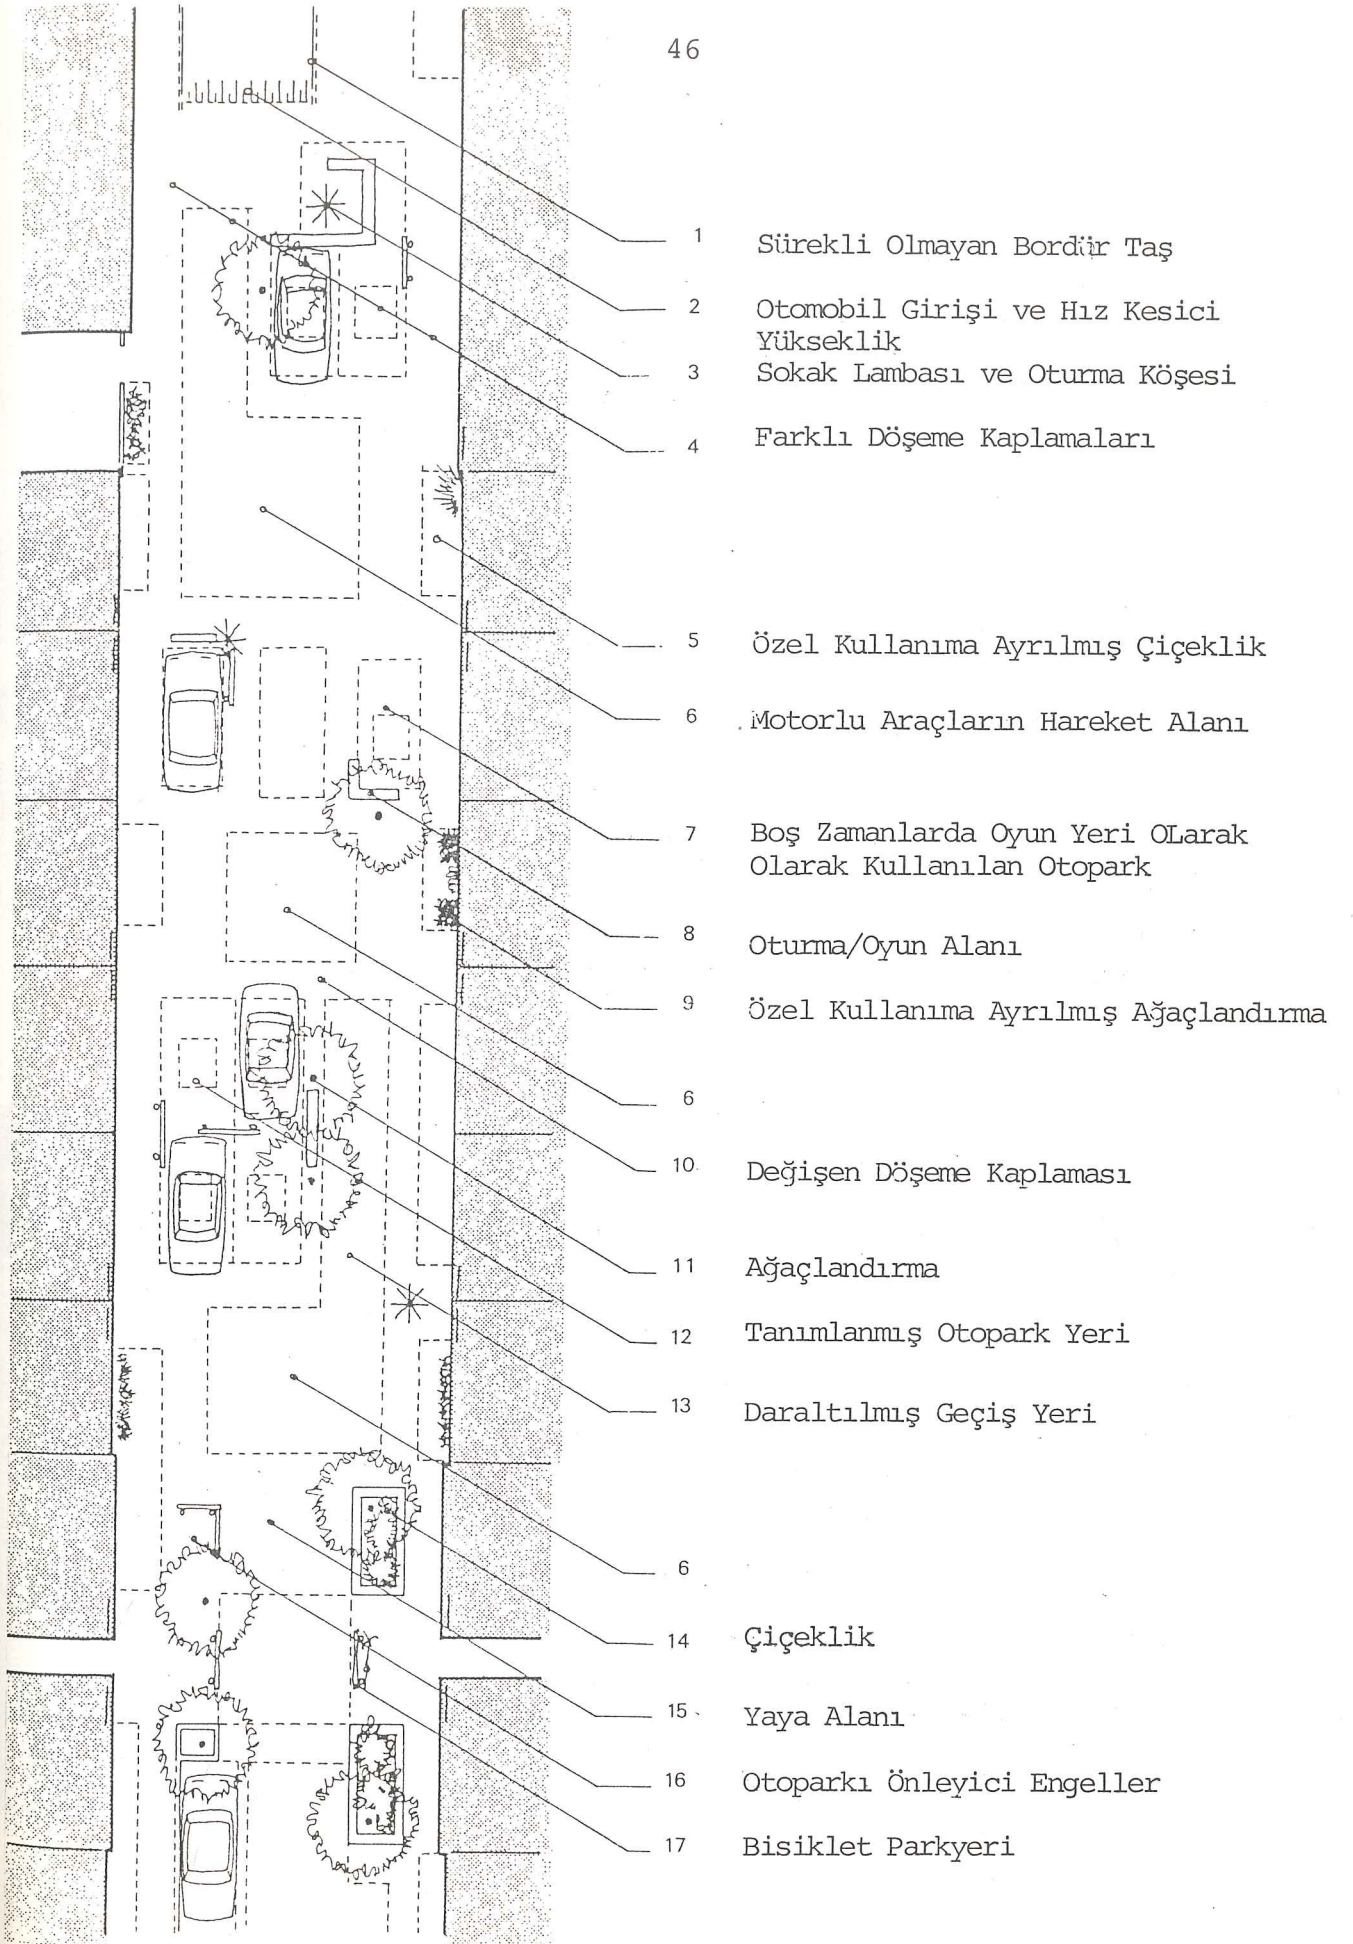 46
1 Sürekli Olmayan Bordür Taş
2 Otomobil Girişi ve Hız Kesici
Yükseklik
3 Sokak Lambası ve Oturma Köşesi
4 Farklı Döşeme Kaplamaları
5 Özel Kullanıma Ayrılmış Çiçeklik
6 Motorlu Araçların Hareket Alanı
7 Boş Zamanlarda Oyun Yeri OLarak
Olarak Kullanılan Otopark
8 Oturma/Oyun Alanı
9 Özel Kullanıma Ayrılmış Ağaçlandırma
6
10 Değişen Döşeme Kaplaması
11 Ağaçlandırma
12 Tanımlanmış Otopark Yeri
13 Daraltılmış Geçiş Yeri
6
14 Çiçeklik
15 Yaya Alanı
16 Otoparkı Önleyici Engeller
17 Bisiklet Parkyeri